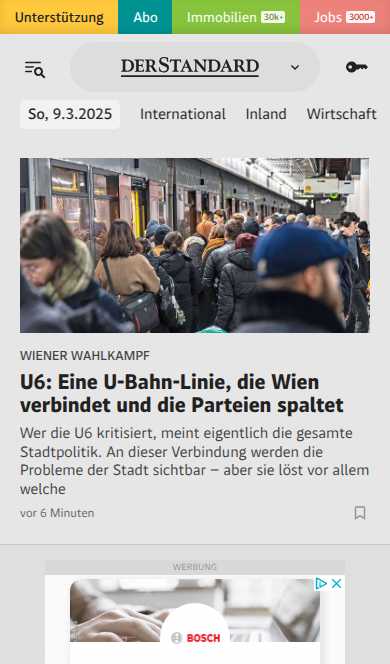 Unterstützung Abo Immobilien 30k+ Jobs 3000+
DERSTANDARD
So, 9.3.2025 International Inland Wirtschaft
WIENER WAHLKAMPF
U6: Eine U-Bahn-Linie, die Wien
verbindet und die Parteien spaltet
Wer die U6 kritisiert, meint eigentlich die gesamte
Stadtpolitik. An dieser Verbindung werden die
Probleme der Stadt sichtbar – aber sie löst vor allem
welche
vor 6 Minuten
WERBUNG
BOSCH